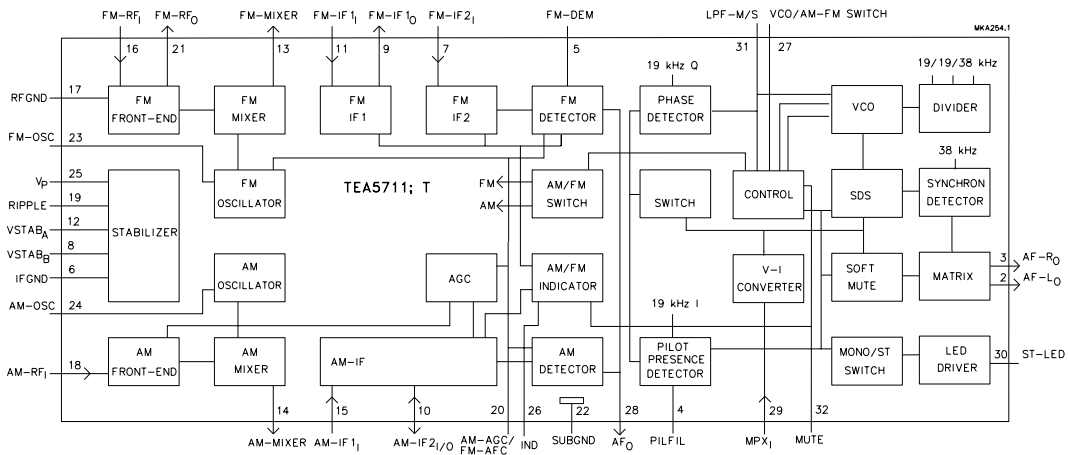 FM-RFI FM-RFO FM-MIXER FM-IF1I FM-IF1O FM-IF2I FM-DEM LPF-M/S VCO/AM-FM SWITCH
MKA254.1
16 21 13 11 9 7 5 31 27
19 kHz Q
19/19/38 kHz
RFGND 17
FM FRONT-END
FM MIXER
FM IF1
FM IF2
FM DETECTOR
PHASE DETECTOR
VCO
DIVIDER
FM-OSC 23
38 kHz
VP 25
RIPPLE 19
VSTABA 12
VSTABB 8
IFGND 6
AM-OSC 24
STABILIZER
FM OSCILLATOR
TEA5711; T
FM
AM
AM/FM SWITCH
SWITCH
CONTROL
SDS
SYNCHRON DETECTOR
AM OSCILLATOR
AGC
AM/FM INDICATOR
V-I CONVERTER
SOFT MUTE
MATRIX
3 AF-RO
2 AF-LO
19 kHz I
AM-RFI 18
AM FRONT-END
AM MIXER
AM-IF
AM DETECTOR
PILOT PRESENCE DETECTOR
MONO/ST SWITCH
LED DRIVER
30 ST-LED
14 15 10 20 26 22 28 4 29 32
AM-MIXER AM-IF1I AM-IF2I/O AM-AGC/FM-AFC IND SUBGND AFO PILFIL MPXI MUTE